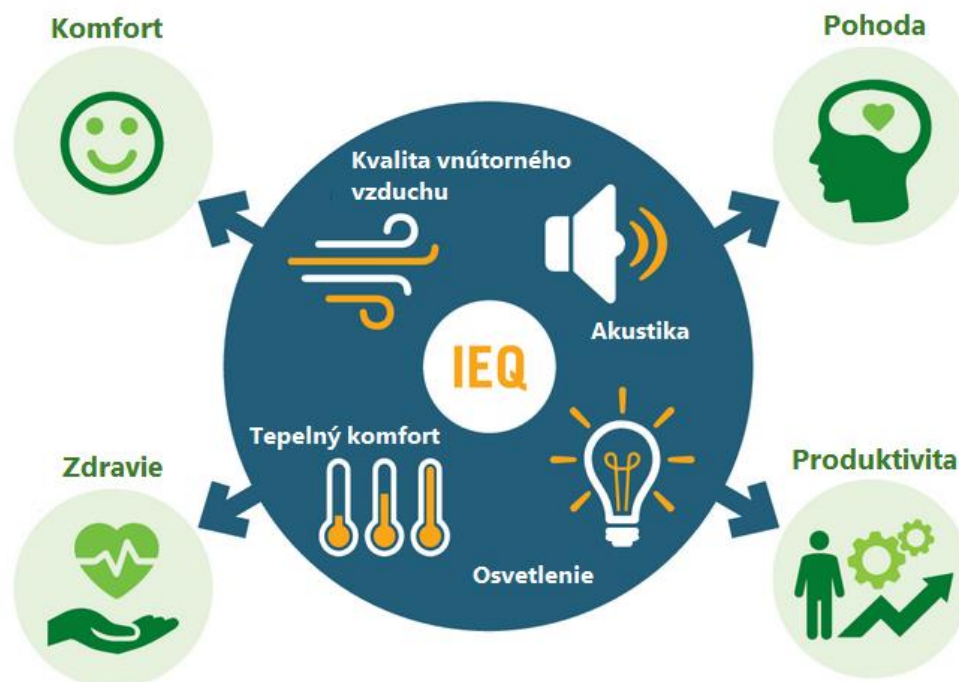 Komfort
Pohoda
Kvalita vnútorného
vzduchu
Akustika
IEQ
Tepelný komfort
Zdravie
Produktivita
Osvetlenie